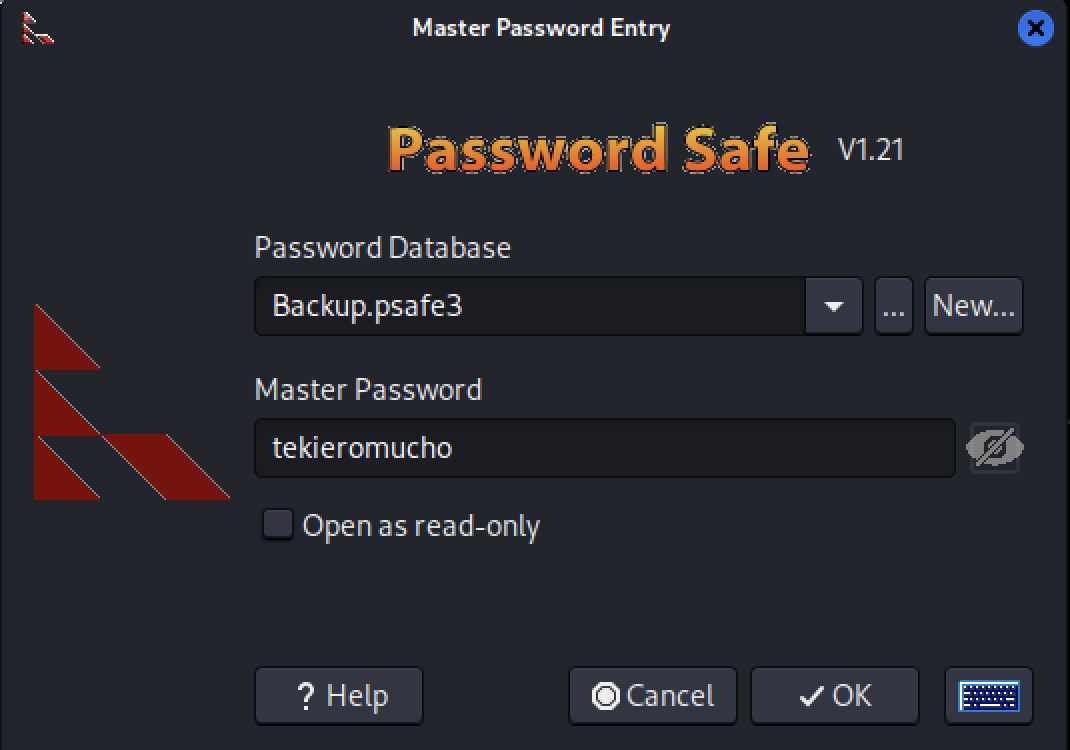 Master Password Entry
Password Safe V1.21
Password Database
Backup.psafe3 ... New...
Master Password
tekieromucho
Open as read-only
? Help Cancel OK